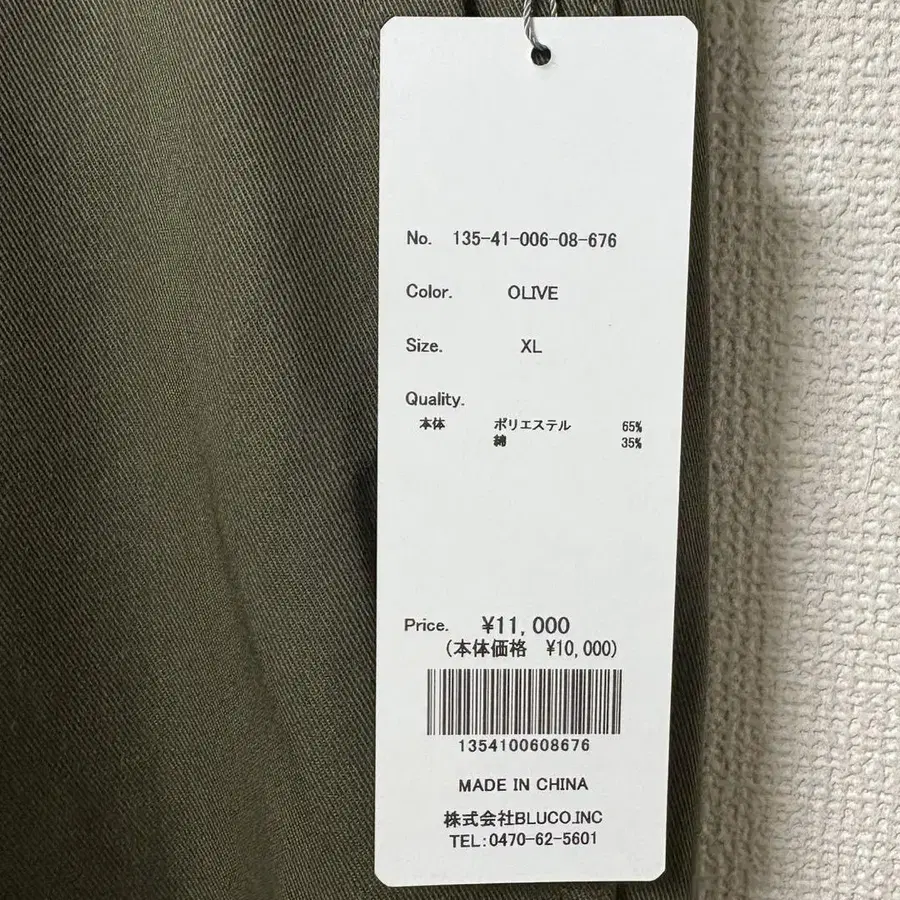 No. 135-41-006-08-676
Color. OLIVE
Size. XL
Quality.
本体 ポリエステル 65%
綿 35%
Price. ¥11,000
(本体価格 ¥10,000)
1354100608676
MADE IN CHINA
株式会社BLUCO.INC
TEL:0470-62-5601